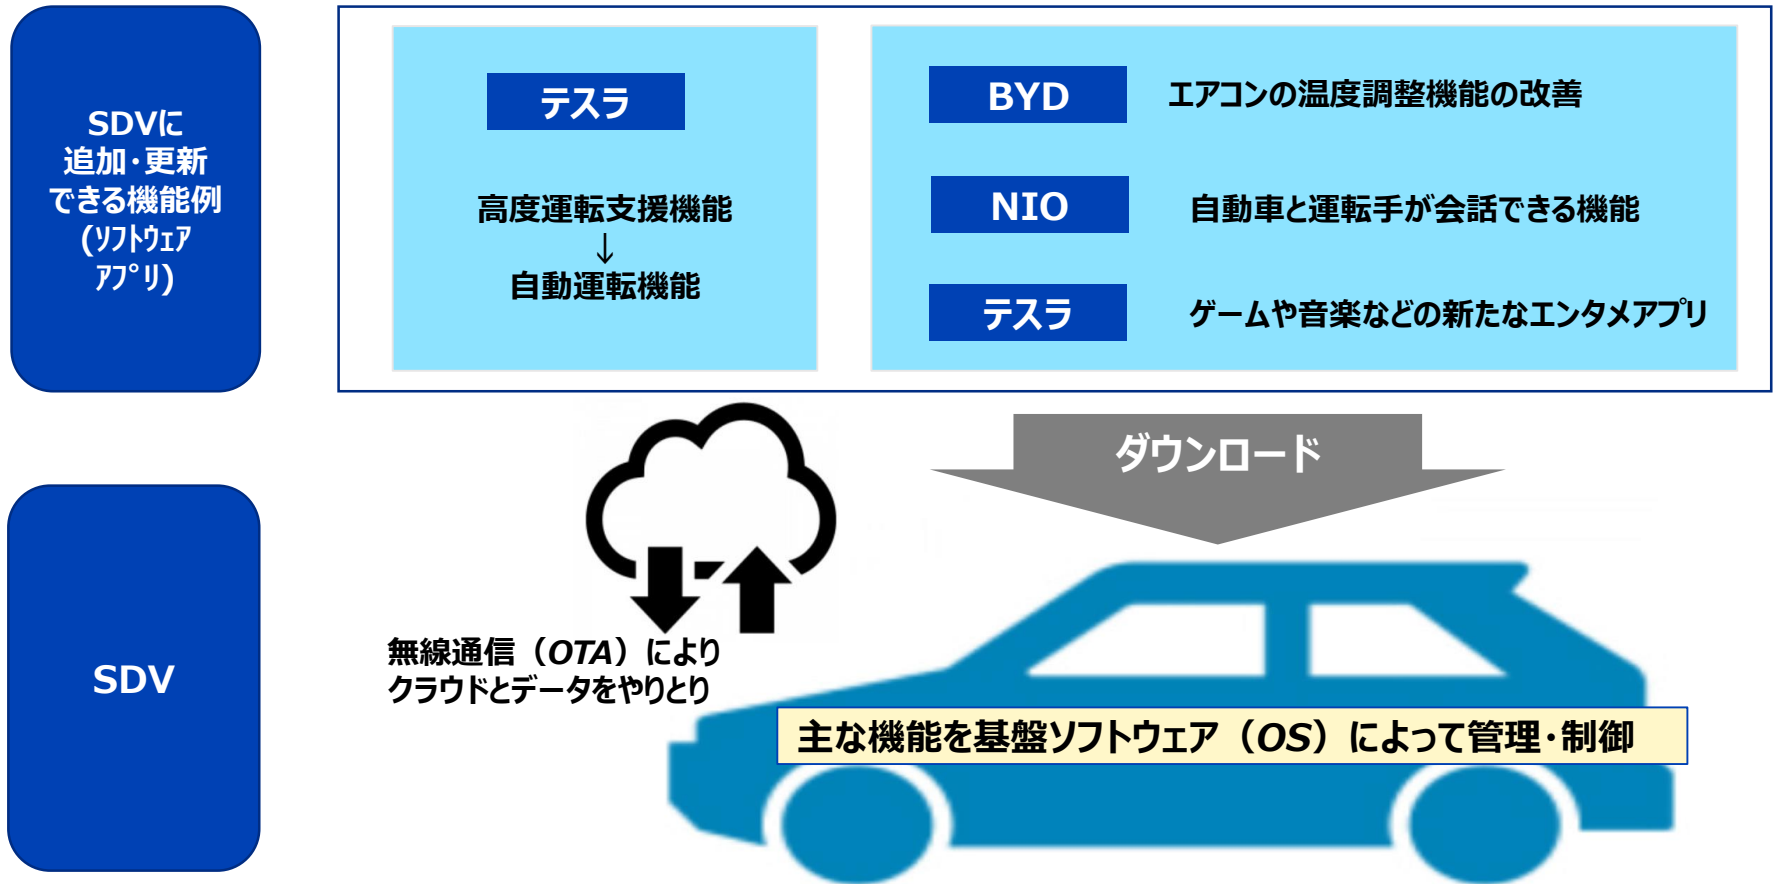 SDVに
追加・更新
できる機能例
(ソフトウェア
アプリ)
テスラ
高度運転支援機能
↓
自動運転機能
BYD
エアコンの温度調整機能の改善
NIO
自動車と運転手が会話できる機能
テスラ
ゲームや音楽などの新たなエンタメアプリ
ダウンロード
SDV
無線通信（OTA）により
クラウドとデータをやりとり
主な機能を基盤ソフトウェア（OS）によって管理・制御